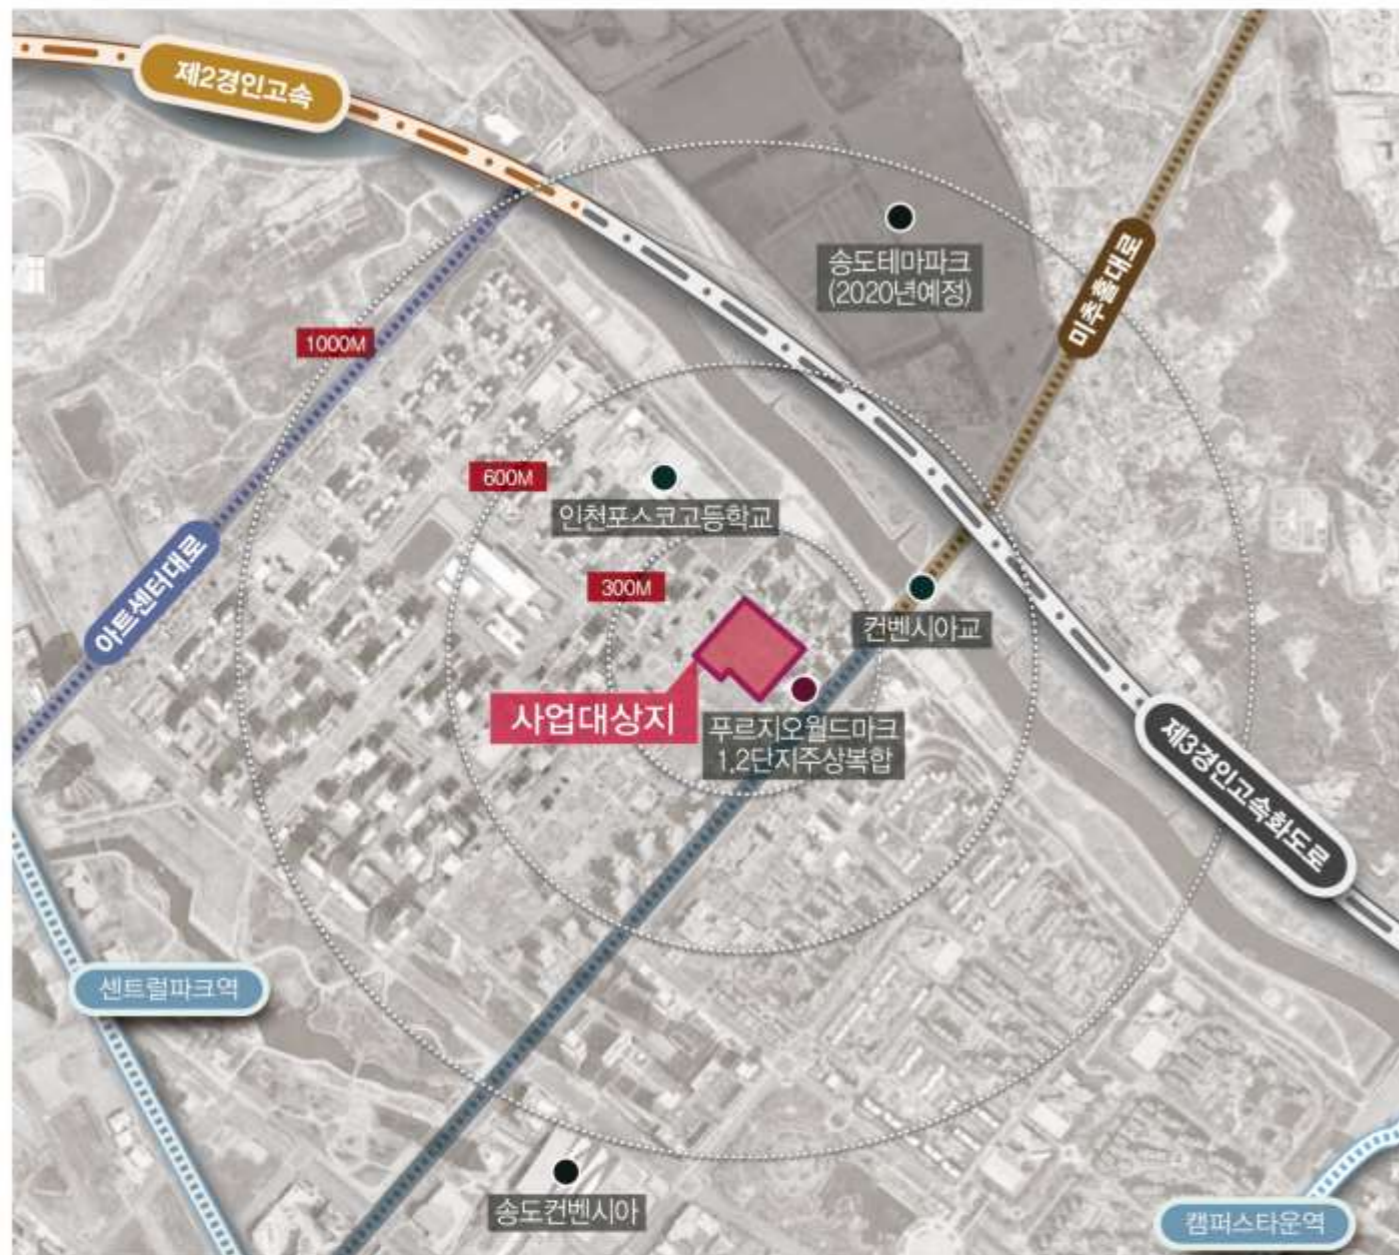 제2경인고속
송도테마파크
(2020년예정)
미추홀대로
1000M
600M
인천포스코고등학교
아트센터대로
300M
컨벤시아교
사업대상지
푸르지오월드마크
1,2단지주상복합
제3경인고속화도로
센트럴파크역
송도컨벤시아
캠퍼스타운역